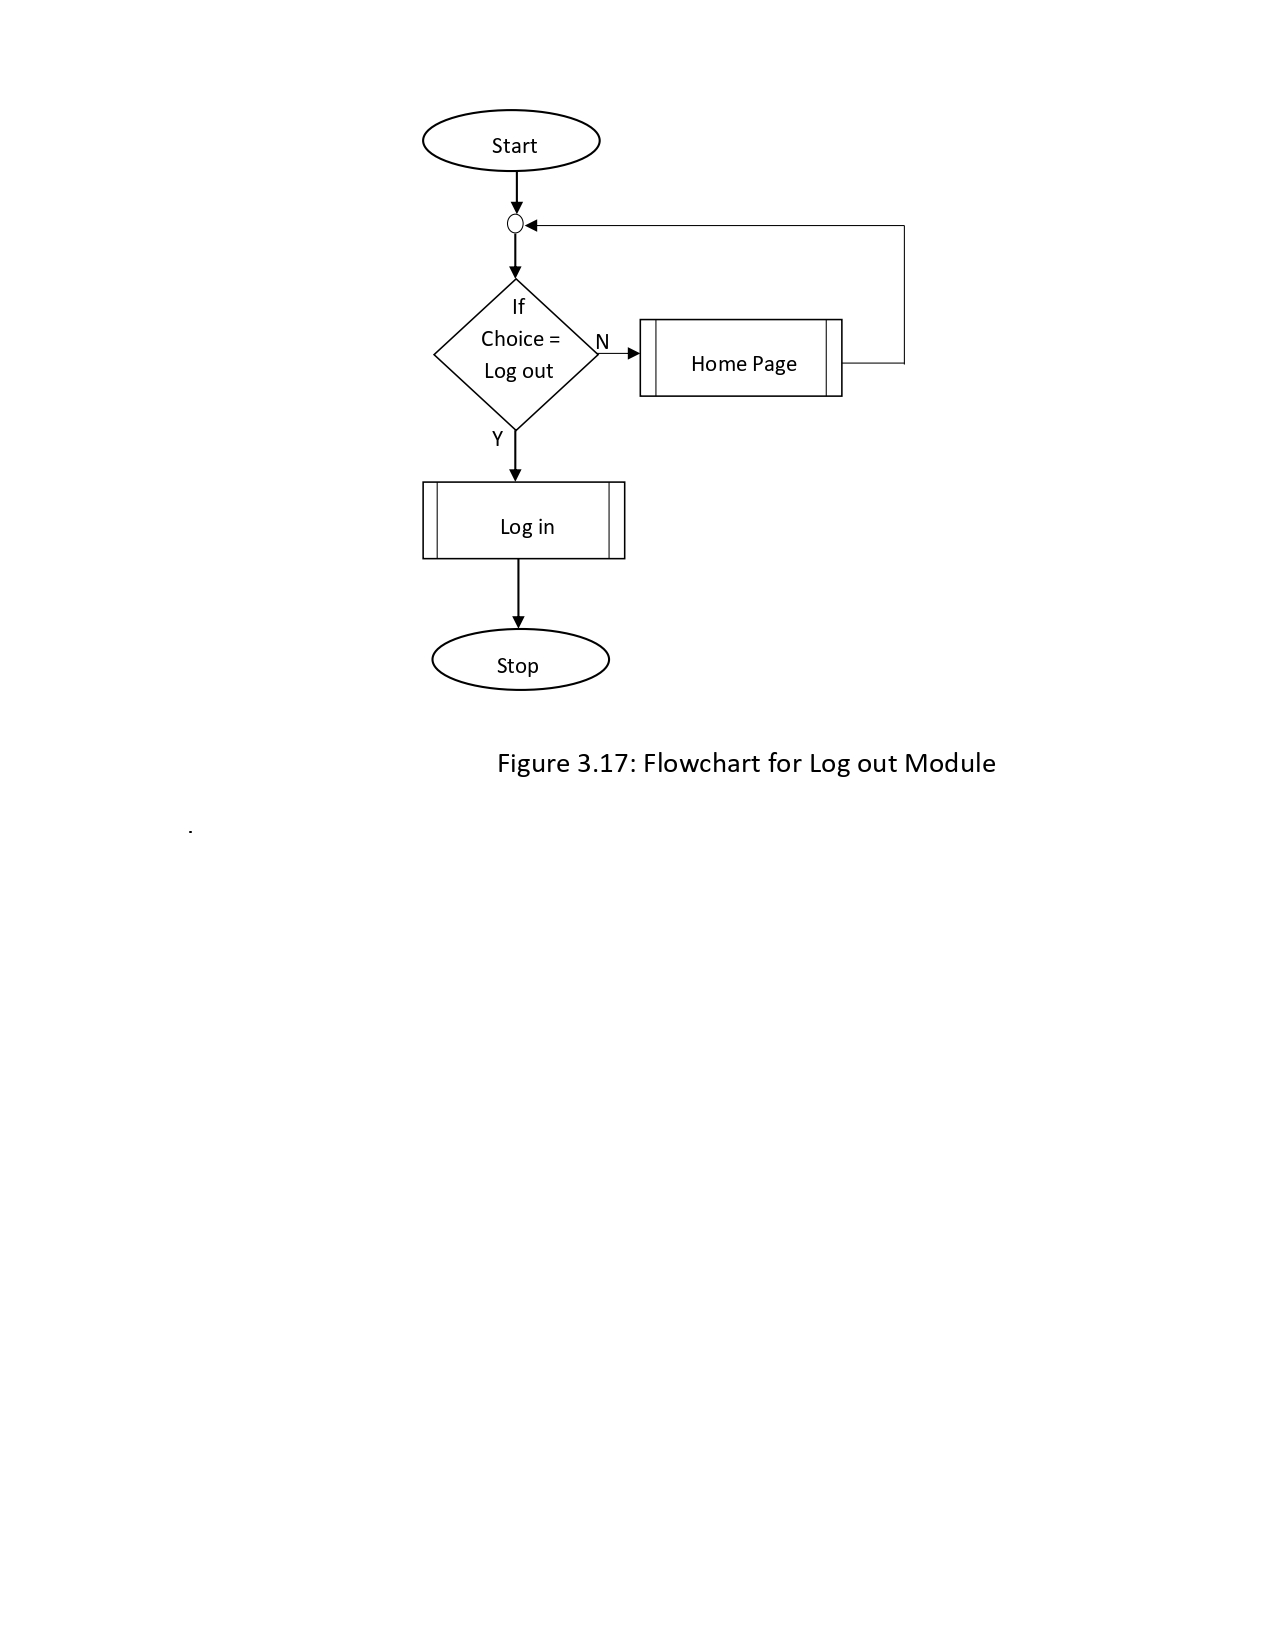 Start
If
Choice =
Log out
N
Home Page
Y
Log in
Stop
Figure 3.17: Flowchart for Log out Module
.